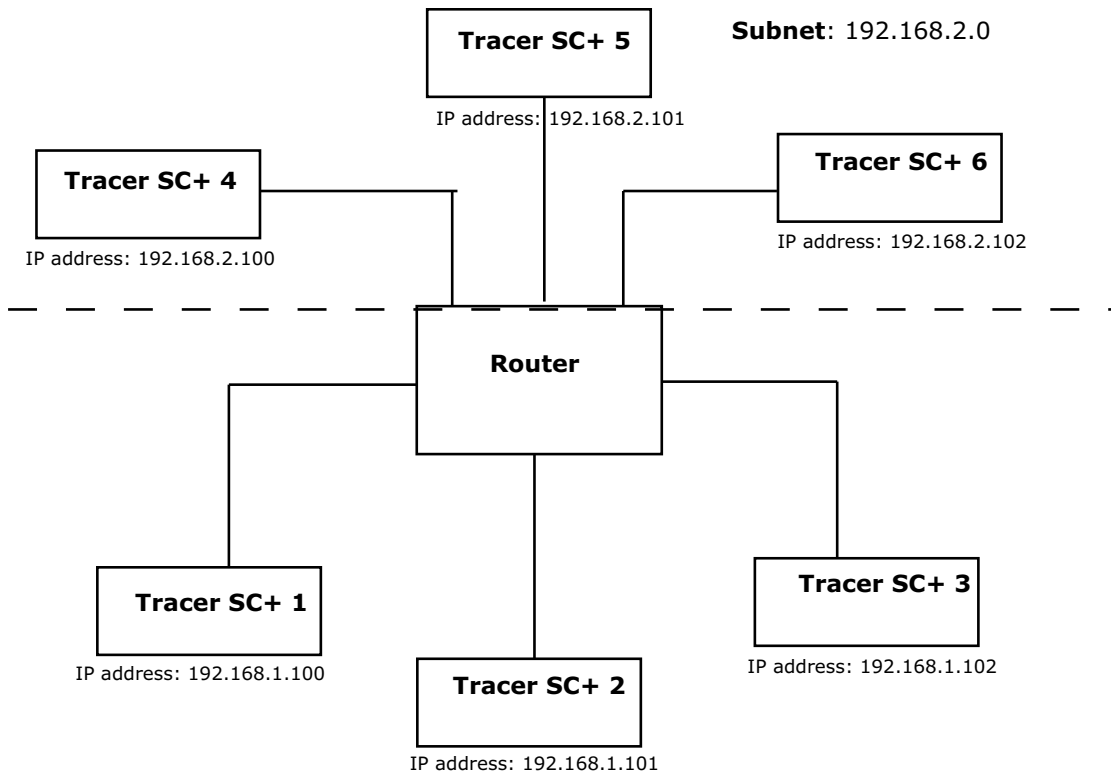 Tracer SC+ 5
Subnet: 192.168.2.0
IP address: 192.168.2.101
Tracer SC+ 4
IP address: 192.168.2.100
Tracer SC+ 6
IP address: 192.168.2.102
Router
Tracer SC+ 1
IP address: 192.168.1.100
Tracer SC+ 2
IP address: 192.168.1.101
Tracer SC+ 3
IP address: 192.168.1.102